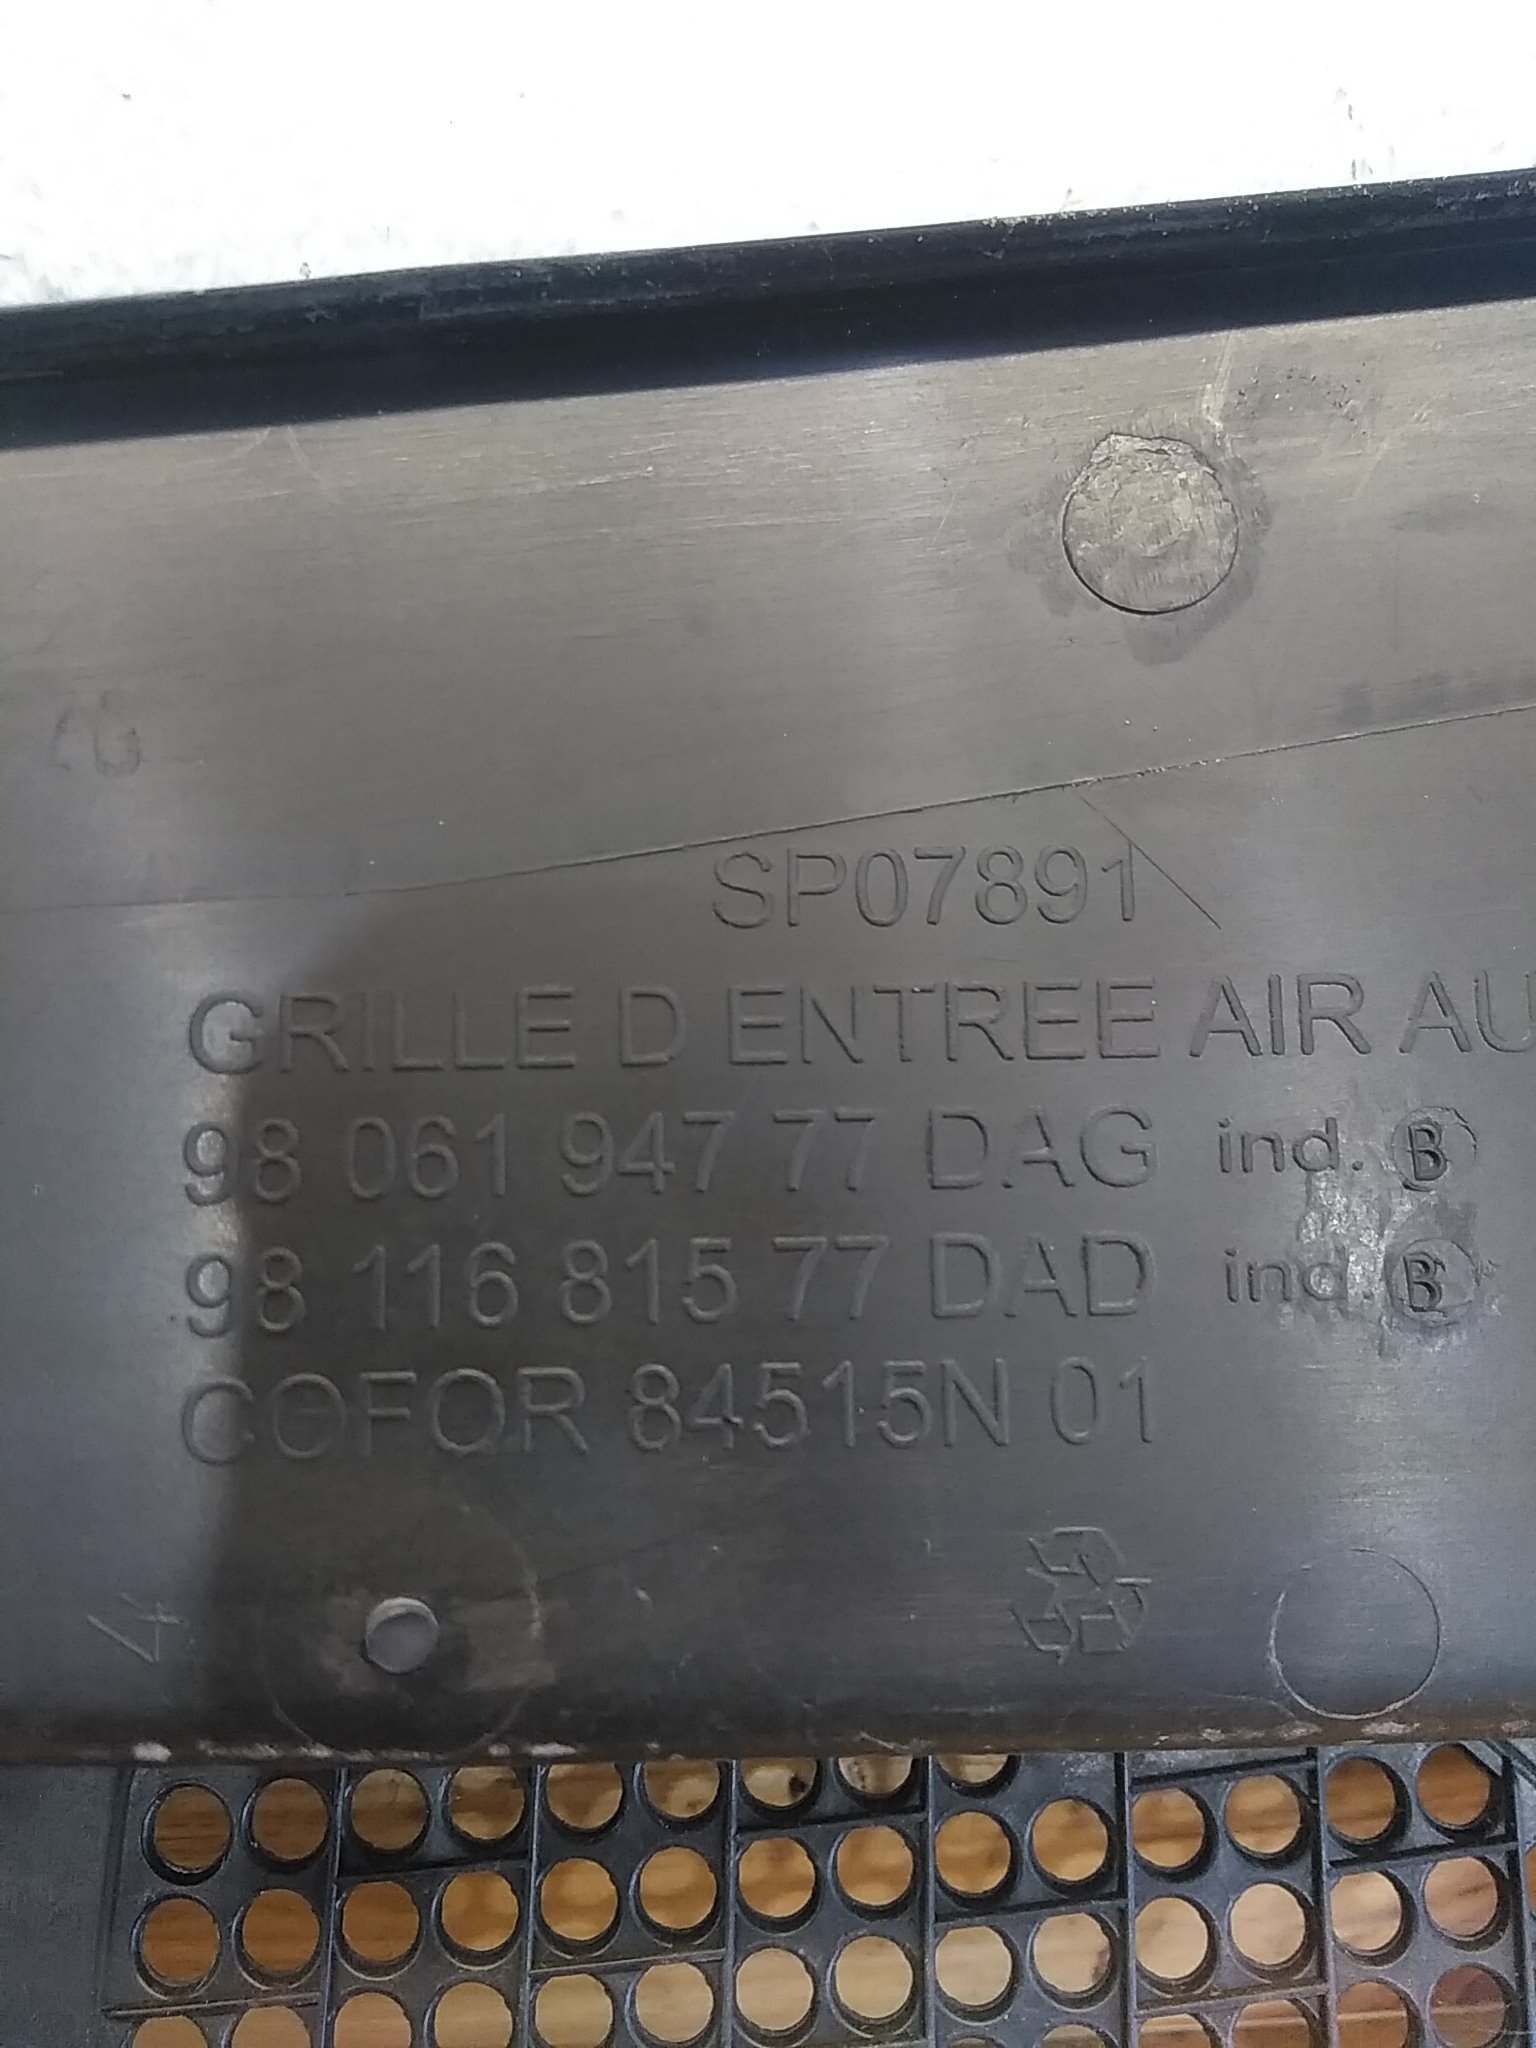 SP07891
GRILLE D ENTREE AIR AU
98 061 947 77 DAG ind. B
98 116 815 77 DAD ind. B
COFOR 84515N 01